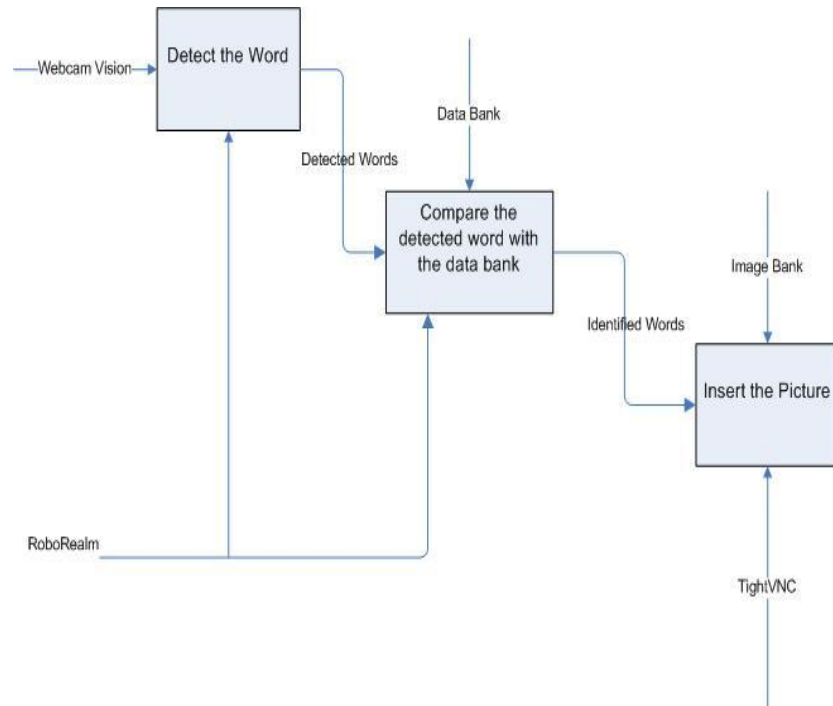 Detect the Word
Webcam Vision
Data Bank
Detected Words
Compare the
detected word with
the data bank
Image Bank
Identified Words
Insert the Picture
RoboRealm
TightVNC